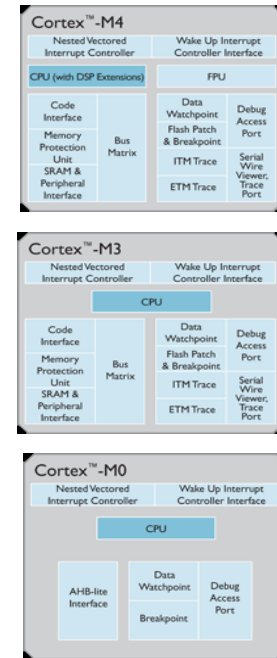 Cortex™-M4
Nested Vectored
Interrupt Controller
Wake Up Interrupt
Controller Interface
CPU (with DSP Extensions)
FPU
Code
Interface
Memory
Protection
Unit
SRAM &
Peripheral
Interface
Bus
Matrix
Data
Watchpoint
Flash Patch
& Breakpoint
ITM Trace
ETM Trace
Debug
Access
Port
Serial
Wire
Viewer,
Trace
Port
Cortex™-M3
Nested Vectored
Interrupt Controller
Wake Up Interrupt
Controller Interface
CPU
Code
Interface
Memory
Protection
Unit
SRAM &
Peripheral
Interface
Bus
Matrix
Data
Watchpoint
Flash Patch
& Breakpoint
ITM Trace
ETM Trace
Debug
Access
Port
Serial
Wire
Viewer,
Trace
Port
Cortex™-M0
Nested Vectored
Interrupt Controller
Wake Up Interrupt
Controller Interface
CPU
AHB-lite
Interface
Data
Watchpoint
Breakpoint
Debug
Access
Port